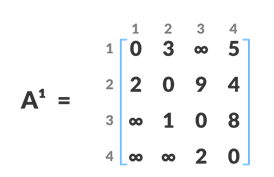 1 2 3 4
1 0 3 ∞ 5
A¹ = 2 2 0 9 4
3 ∞ 1 0 8
4 ∞ ∞ 2 0